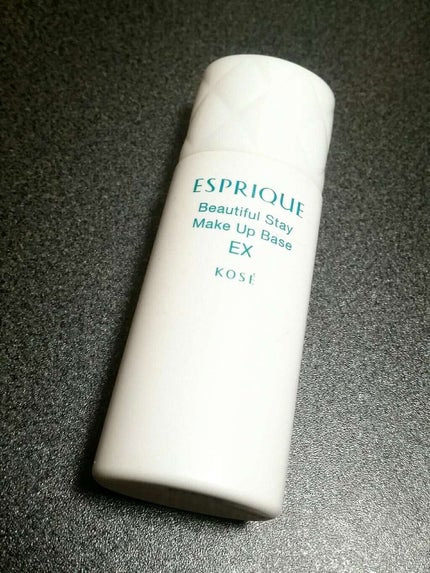 ESPRIQUE
Beautiful Stay
Make Up Base
EX
KOSÉ